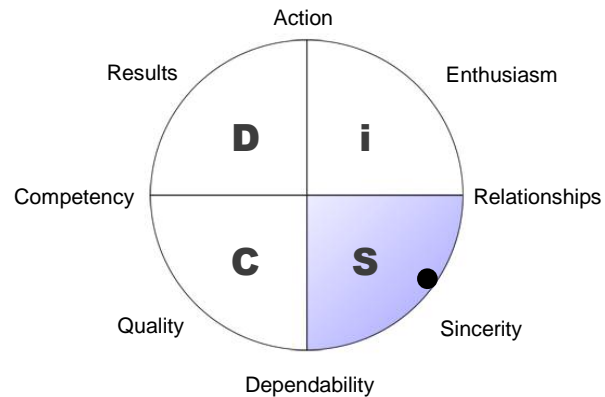 Action
Results
Enthusiasm
D
i
Competency
Relationships
C
S
Quality
Sincerity
Dependability